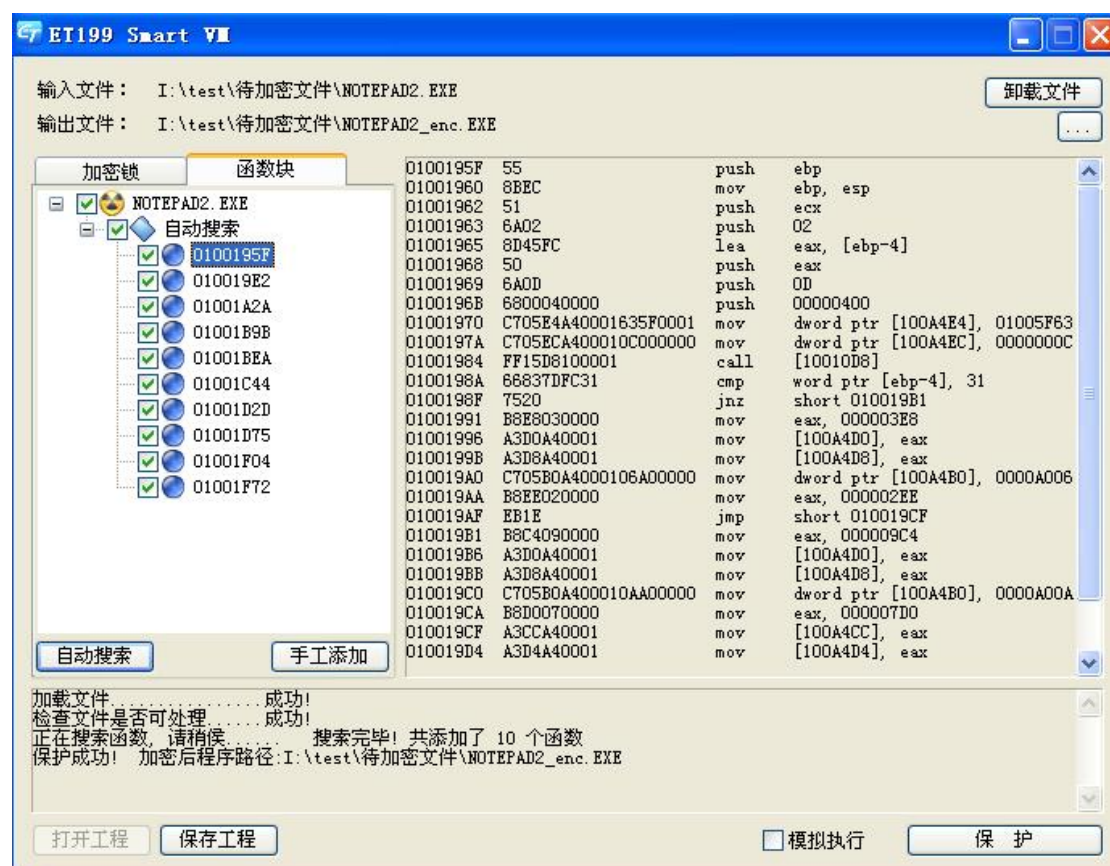 ET199 Smart VM
输入文件： I:\test\待加密文件\NOTEPAD2.EXE
卸载文件
输出文件： I:\test\待加密文件\NOTEPAD2_enc.EXE
...
加密锁 函数块
NOTEPAD2.EXE
自动搜索
0100195F
010019E2
01001A2A
01001B9B
01001BEA
01001C44
01001D2D
01001D75
01001F04
01001F72
自动搜索 手工添加
0100195F 55 push ebp
01001960 8BEC mov ebp, esp
01001962 51 push ecx
01001963 6A02 push 02
01001965 8D45FC lea eax, [ebp-4]
01001968 50 push eax
01001969 6A0D push 0D
0100196B 6800040000 push 00000400
01001970 C705E4A40001635F0001 mov dword ptr [100A4E4], 01005F63
0100197A C705ECA400010C000000 mov dword ptr [100A4EC], 0000000C
01001984 FF15D8100001 call [10010D8]
0100198A 66837DFC31 cmp word ptr [ebp-4], 31
0100198F 7520 jnz short 010019B1
01001991 B8E8030000 mov eax, 000003E8
01001996 A3D0A40001 mov [100A4D0], eax
0100199B A3D8A40001 mov [100A4D8], eax
010019A0 C705B0A4000106A00000 mov dword ptr [100A4B0], 0000A006
010019AA B8EE020000 mov eax, 000002EE
010019AF EB1E jmp short 010019CF
010019B1 B8C4090000 mov eax, 000009C4
010019B6 A3D0A40001 mov [100A4D0], eax
010019BB A3D8A40001 mov [100A4D8], eax
010019C0 C705B0A400010AA00000 mov dword ptr [100A4B0], 0000A00A
010019CA B8D0070000 mov eax, 000007D0
010019CF A3CCA40001 mov [100A4CC], eax
010019D4 A3D4A40001 mov [100A4D4], eax
加载文件................成功!
检查文件是否可处理......成功!
正在搜索函数, 请稍侯...... 搜索完毕! 共添加了 10 个函数
保护成功! 加密后程序路径:I:\test\待加密文件\NOTEPAD2_enc.EXE
打开工程 保存工程 模拟执行 保 护